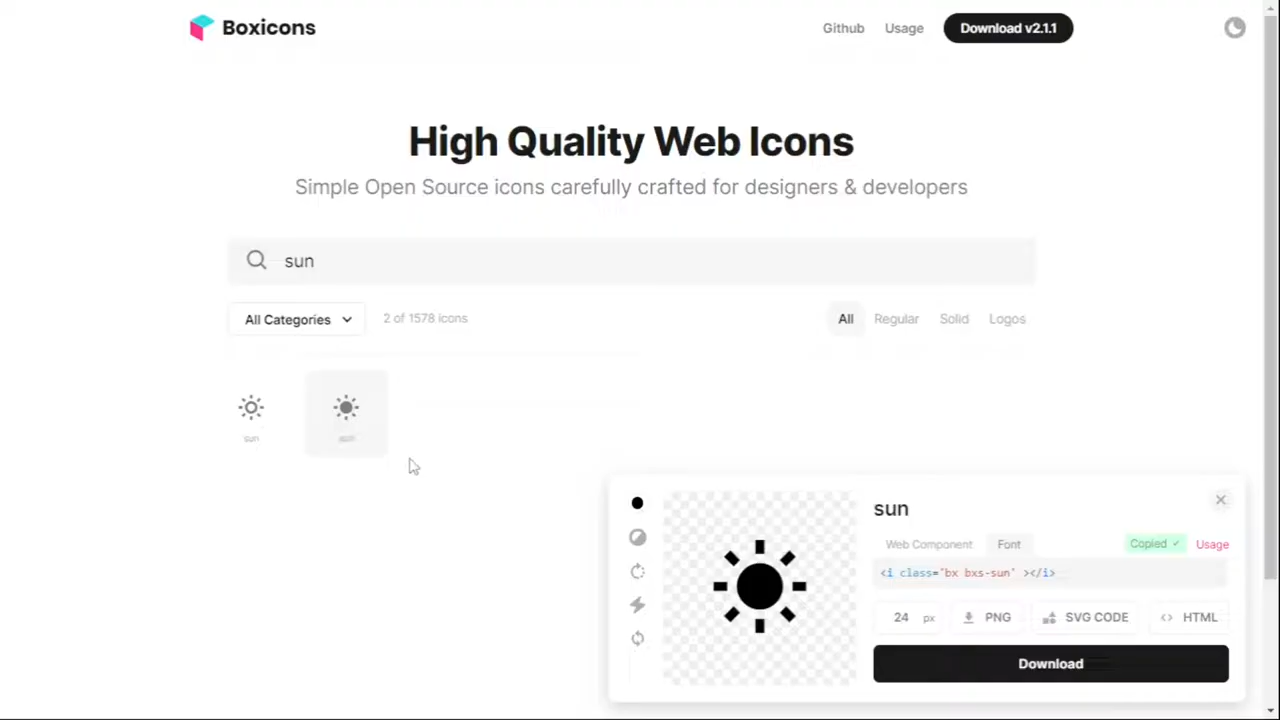 Boxicons
Github
Usage
Download v2.1.1
High Quality Web Icons
Simple Open Source icons carefully crafted for designers & developers
sun
All Categories
2 of 1578 icons
All
Regular
Solid
Logos
sun
sun
sun
Web Component
Font
Copied ✓
Usage
<i class='bx bxs-sun' ></i>
24 px
PNG
SVG CODE
HTML
Download